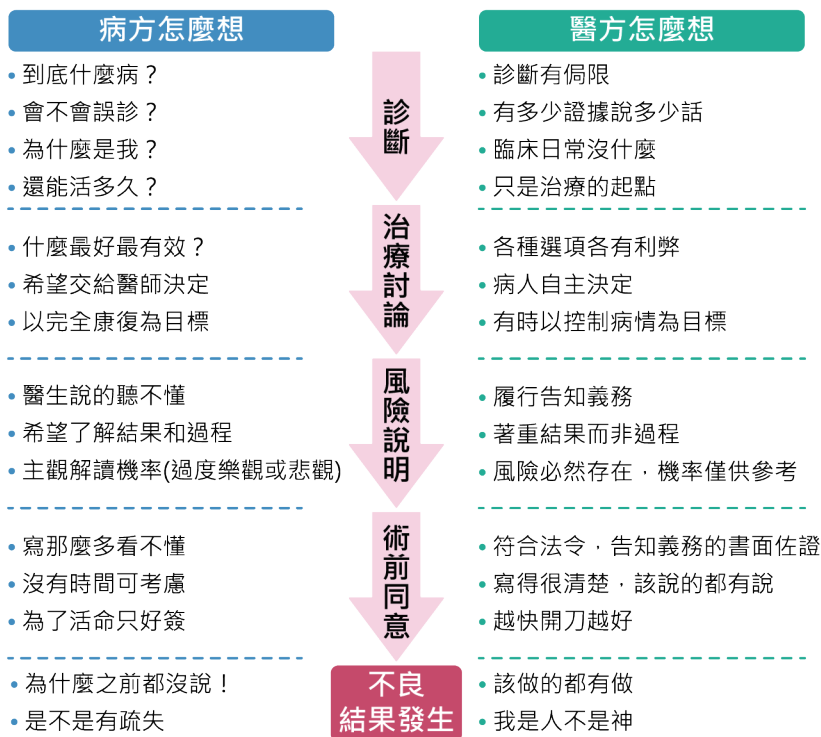 病方怎麼想
醫方怎麼想
診斷
• 到底什麼病？
• 會不會誤診？
• 為什麼是我？
• 還能活多久？
• 診斷有侷限
• 有多少證據說多少話
• 臨床日常沒什麼
• 只是治療的起點
治療討論
• 什麼最好最有效？
• 希望交給醫師決定
• 以完全康復為目標
• 各種選項各有利弊
• 病人自主決定
• 有時以控制病情為目標
風險說明
• 醫生說的聽不懂
• 希望了解結果和過程
• 主觀解讀機率(過度樂觀或悲觀)
• 履行告知義務
• 著重結果而非過程
• 風險必然存在，機率僅供參考
術前同意
• 寫那麼多看不懂
• 沒有時間可考慮
• 為了活命只好簽
• 符合法令，告知義務的書面佐證
• 寫得很清楚，該說的都有說
• 越快開刀越好
不良
結果發生
• 為什麼之前都沒說！
• 是不是有疏失
• 該做的都有做
• 我是人不是神